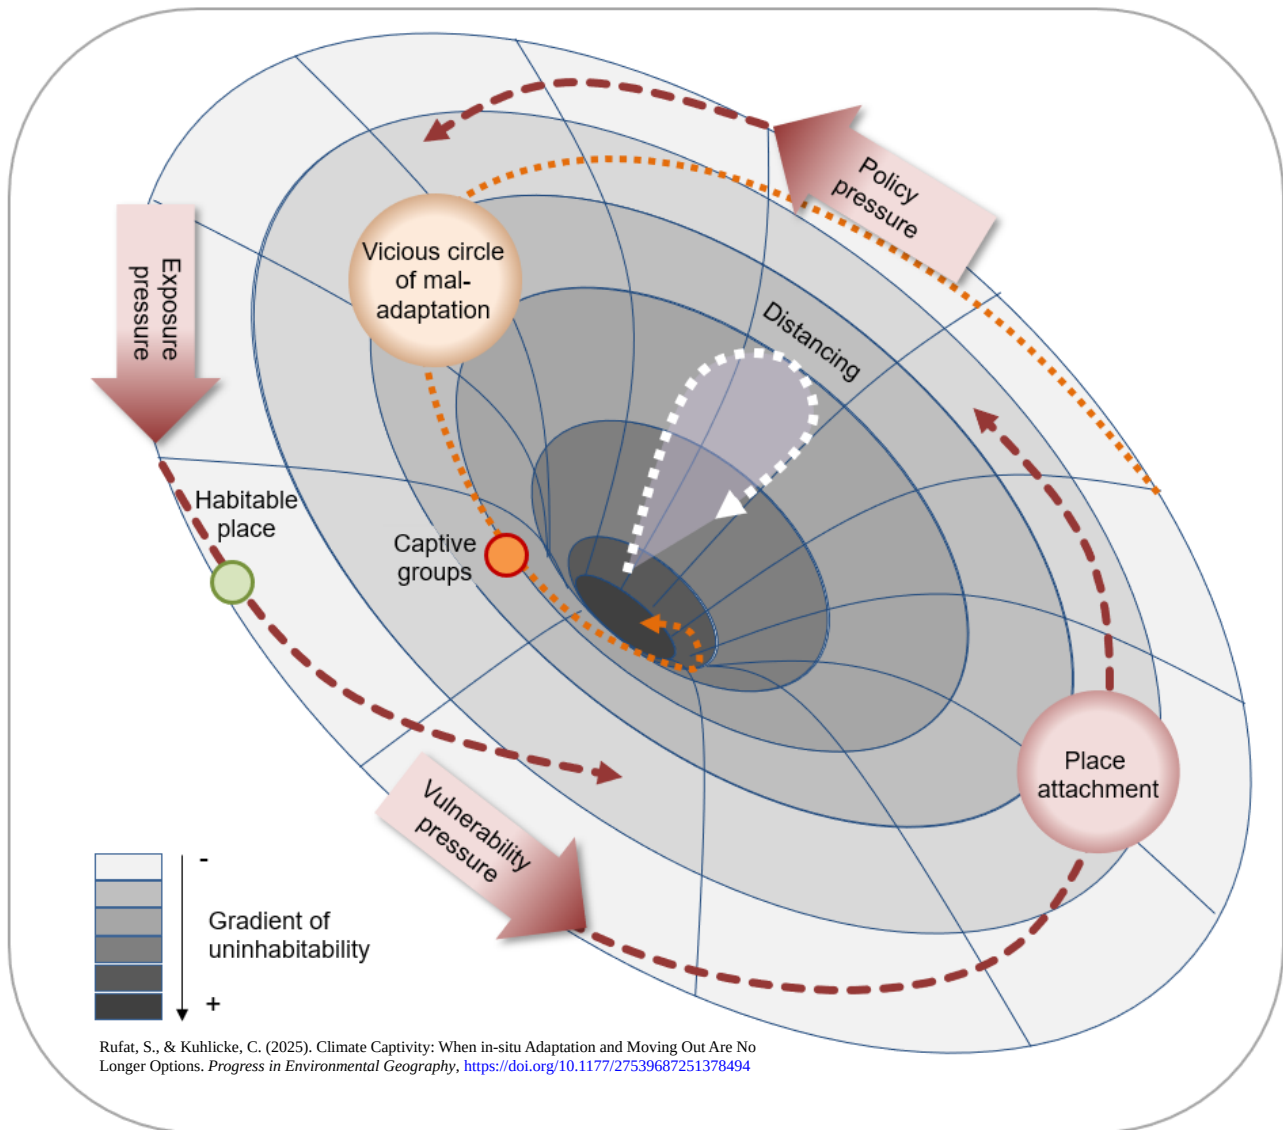 Policy
pressure
Vicious circle
of mal-
adaptation
Exposure
pressure
Distancing
Habitable
place
Captive
groups
Place
attachment
Vulnerability
pressure
-
Gradient of
uninhabitability
+
Rufat, S., & Kuhlicke, C. (2025). Climate Captivity: When in-situ Adaptation and Moving Out Are No
Longer Options. Progress in Environmental Geography, https://doi.org/10.1177/27539687251378494